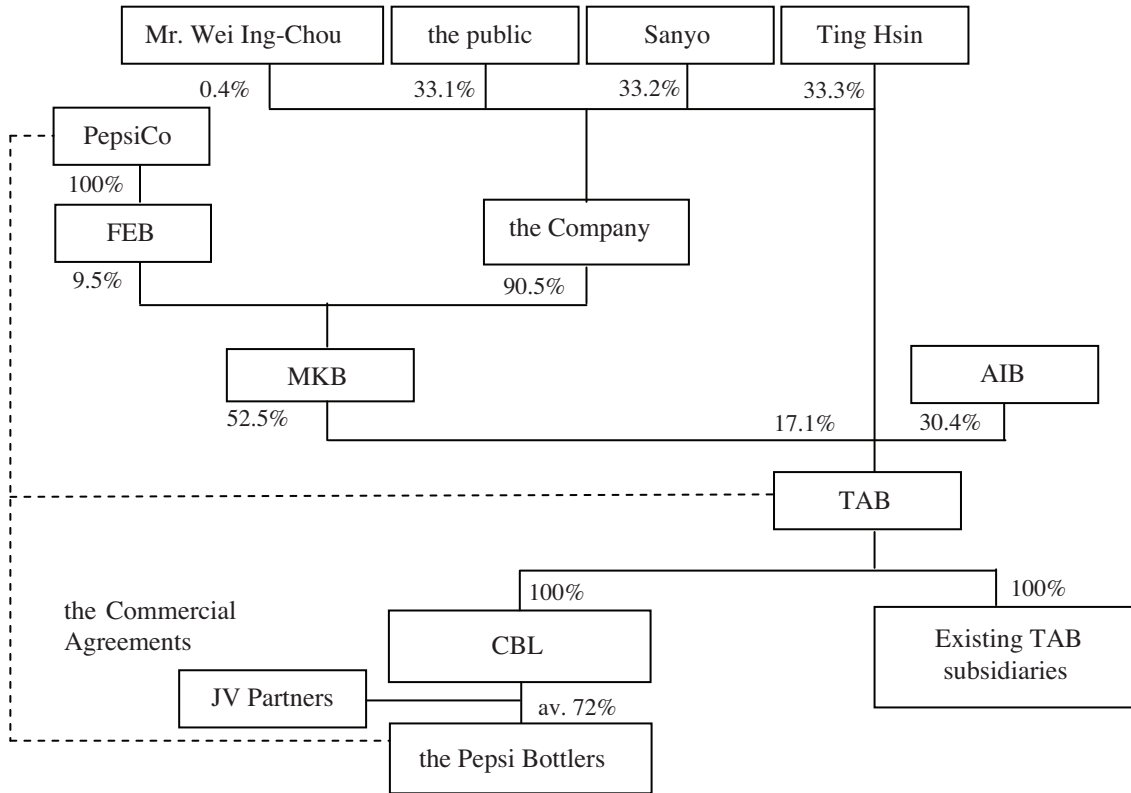 Mr. Wei Ing-Chou
the public
Sanyo
Ting Hsin
0.4%
33.1%
33.2%
33.3%
PepsiCo
100%
FEB
the Company
9.5%
90.5%
MKB
AIB
52.5%
17.1%
30.4%
TAB
100%
100%
the Commercial
Agreements
CBL
Existing TAB
subsidiaries
JV Partners
av. 72%
the Pepsi Bottlers